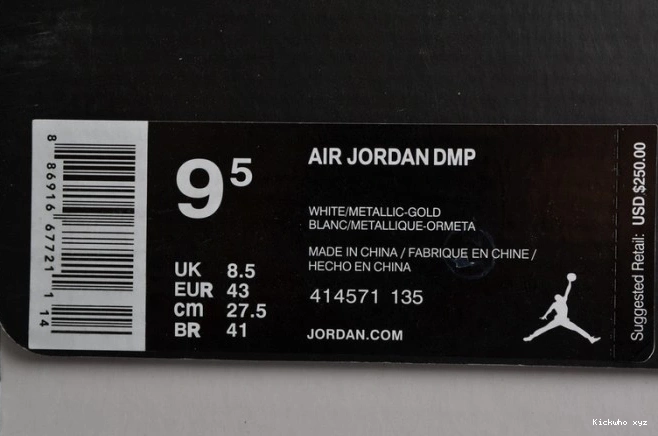 8 86916 67721 1 14
9 5
UK 8.5
EUR 43
cm 27.5
BR 41
AIR JORDAN DMP
WHITE/METALLIC-GOLD
BLANC/METALLIQUE-ORMETA
MADE IN CHINA / FABRIQUE EN CHINE /
HECHO EN CHINA
414571 135
JORDAN.COM
Suggested Retail: USD $250.00
Kickwho xyz